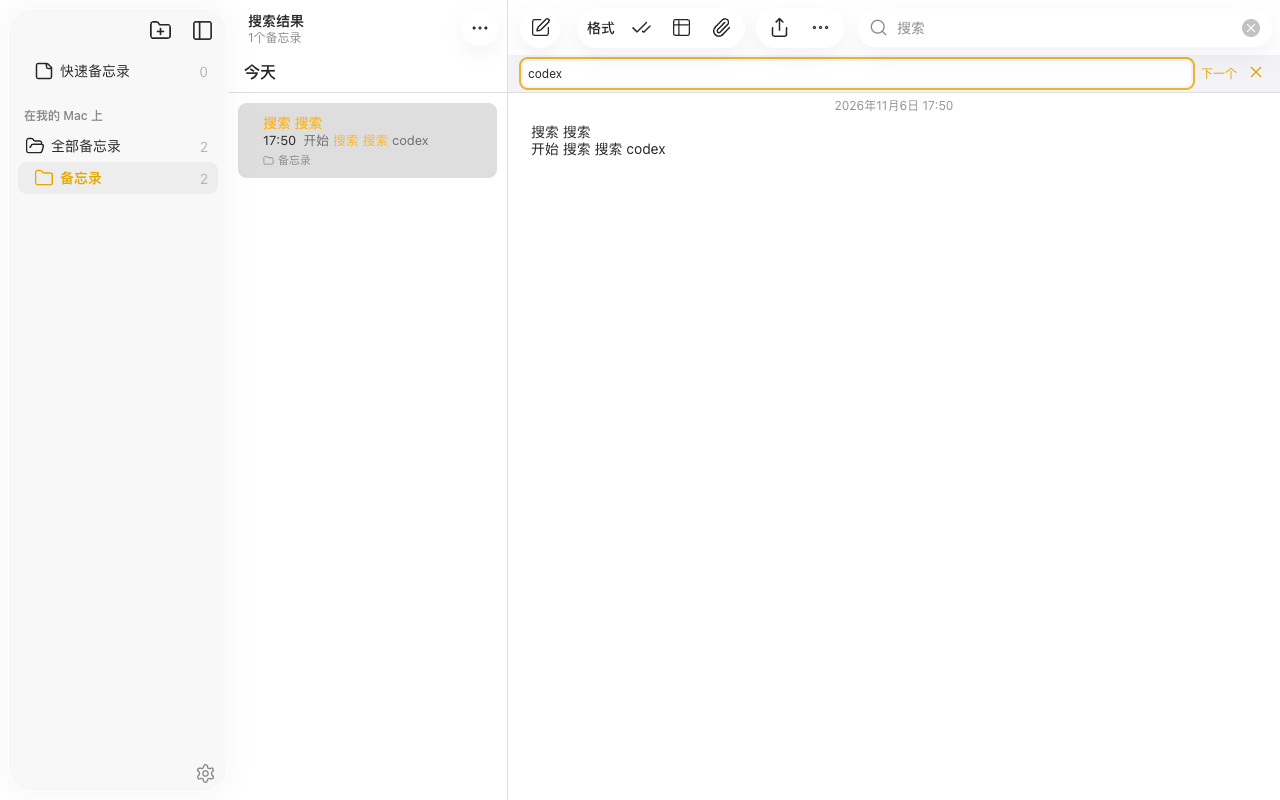 快速备忘录 0
在我的 Mac 上
全部备忘录 2
备忘录 2
搜索结果
1个备忘录
今天
搜索 搜索
17:50 开始 搜索 搜索 codex
备忘录
格式
搜索
codex
下一个
2026年11月6日 17:50
搜索 搜索
开始 搜索 搜索 codex